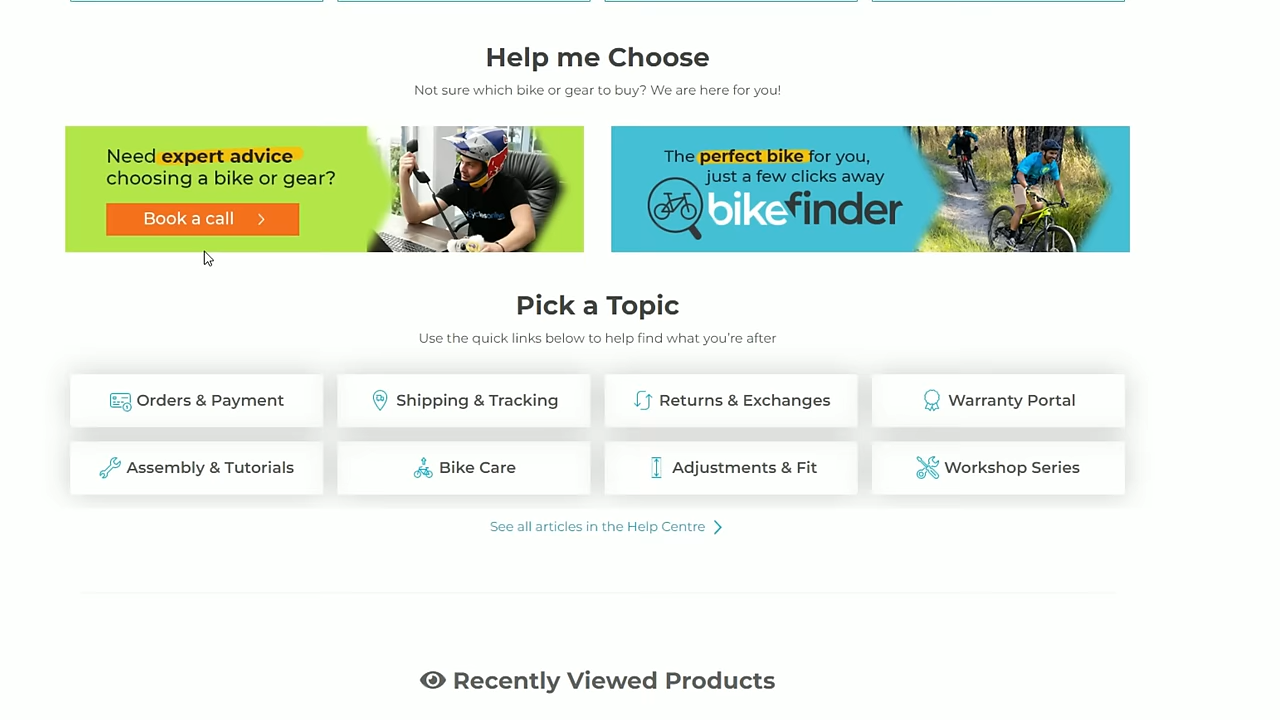 Help me Choose
Not sure which bike or gear to buy? We are here for you!
Need expert advice
choosing a bike or gear?
Book a call
The perfect bike for you,
just a few clicks away
bikefinder
Pick a Topic
Use the quick links below to help find what you're after
Orders & Payment
Shipping & Tracking
Returns & Exchanges
Warranty Portal
Assembly & Tutorials
Bike Care
Adjustments & Fit
Workshop Series
See all articles in the Help Centre
Recently Viewed Products